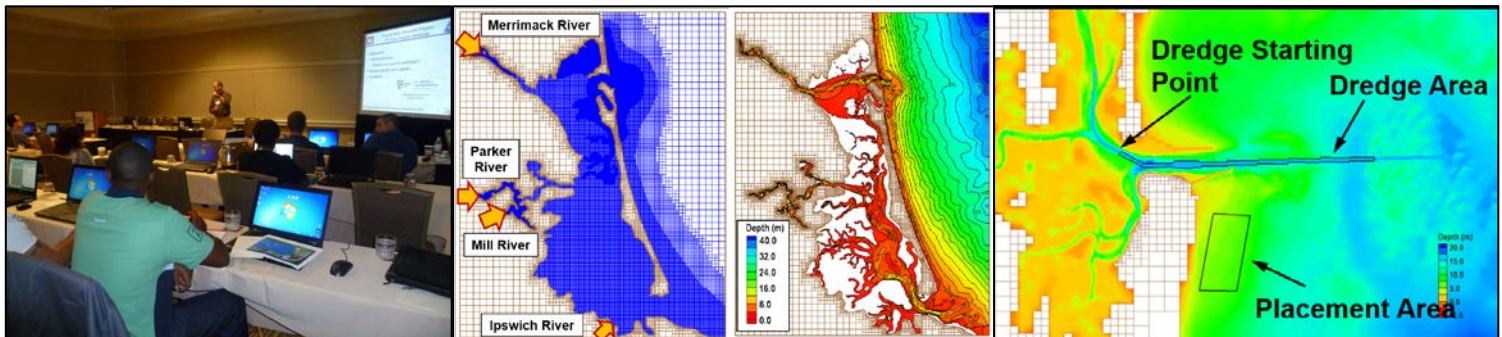 Merrimack River
Parker
River
Mill River
Ipswich River
Depth (m)
40.0
32.0
24.0
16.0
8.0
0.0
Dredge Starting
Point
Dredge Area
Depth (m)
20.0
15.0
10.0
Placement Area